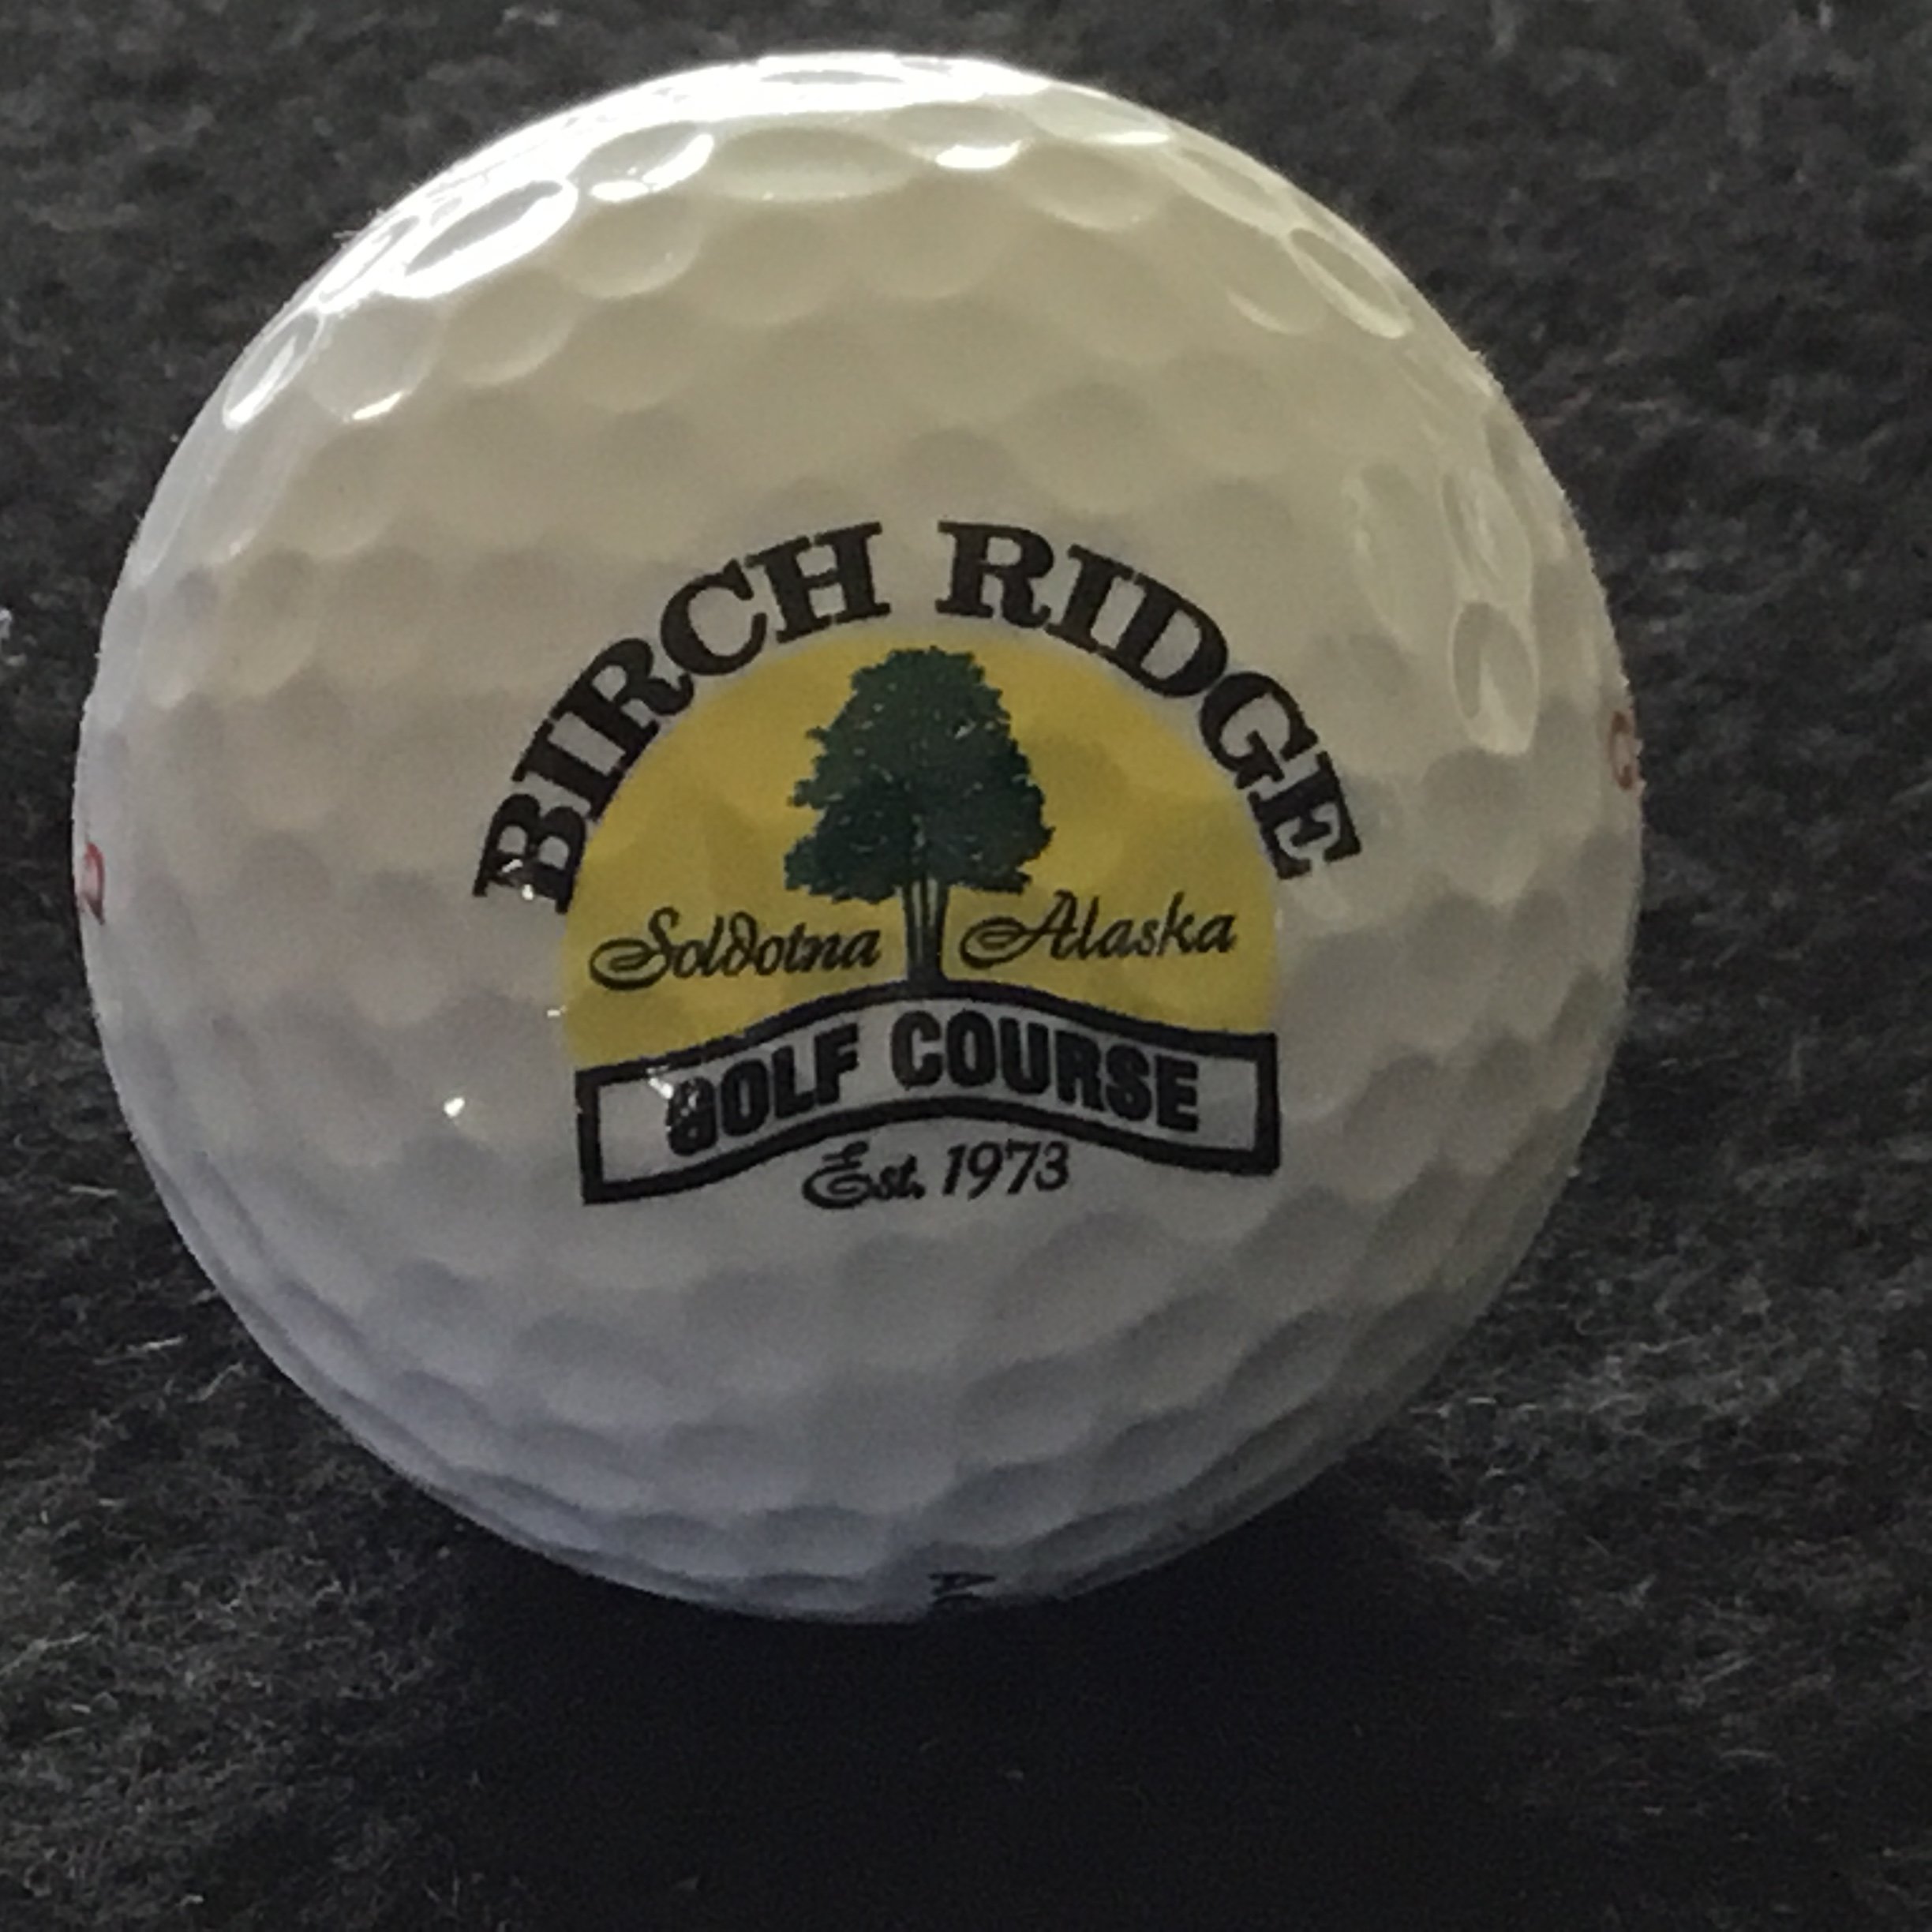 BIRCH RIDGE
Soldotna Alaska
GOLF COURSE
Est. 1973